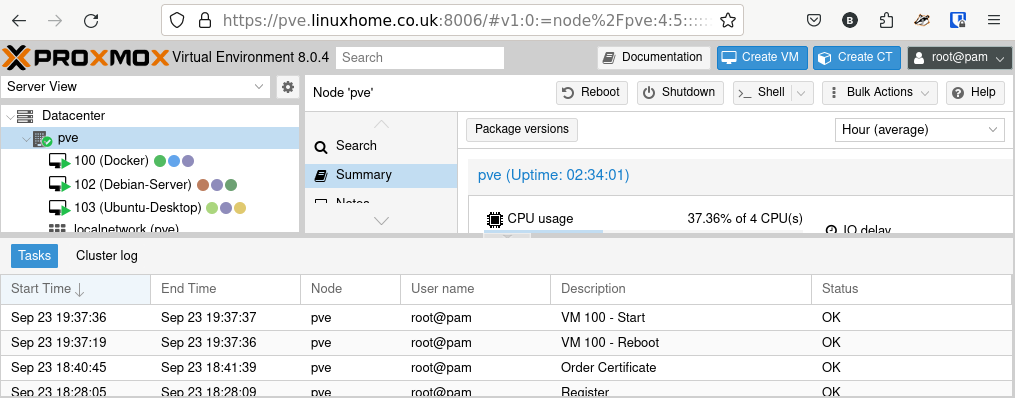 https://pve.linuxhome.co.uk:8006/#v1:0:=node%2Fpve:4:5:::::
B
PROXMOX Virtual Environment 8.0.4 Search Documentation Create VM Create CT root@pam
Server View
Node 'pve' Reboot Shutdown >_ Shell Bulk Actions Help
Datacenter
pve
100 (Docker)
102 (Debian-Server)
103 (Ubuntu-Desktop)
localnetwork (pve)
Search
Summary
Notes
Package versions Hour (average)
pve (Uptime: 02:34:01)
CPU usage 37.36% of 4 CPU(s) IO delay
Tasks Cluster log
Start Time End Time Node User name Description Status
Sep 23 19:37:36 Sep 23 19:37:37 pve root@pam VM 100 - Start OK
Sep 23 19:37:19 Sep 23 19:37:36 pve root@pam VM 100 - Reboot OK
Sep 23 18:40:45 Sep 23 18:41:39 pve root@pam Order Certificate OK
Sep 23 18:28:05 Sep 23 18:28:09 pve root@pam Register OK